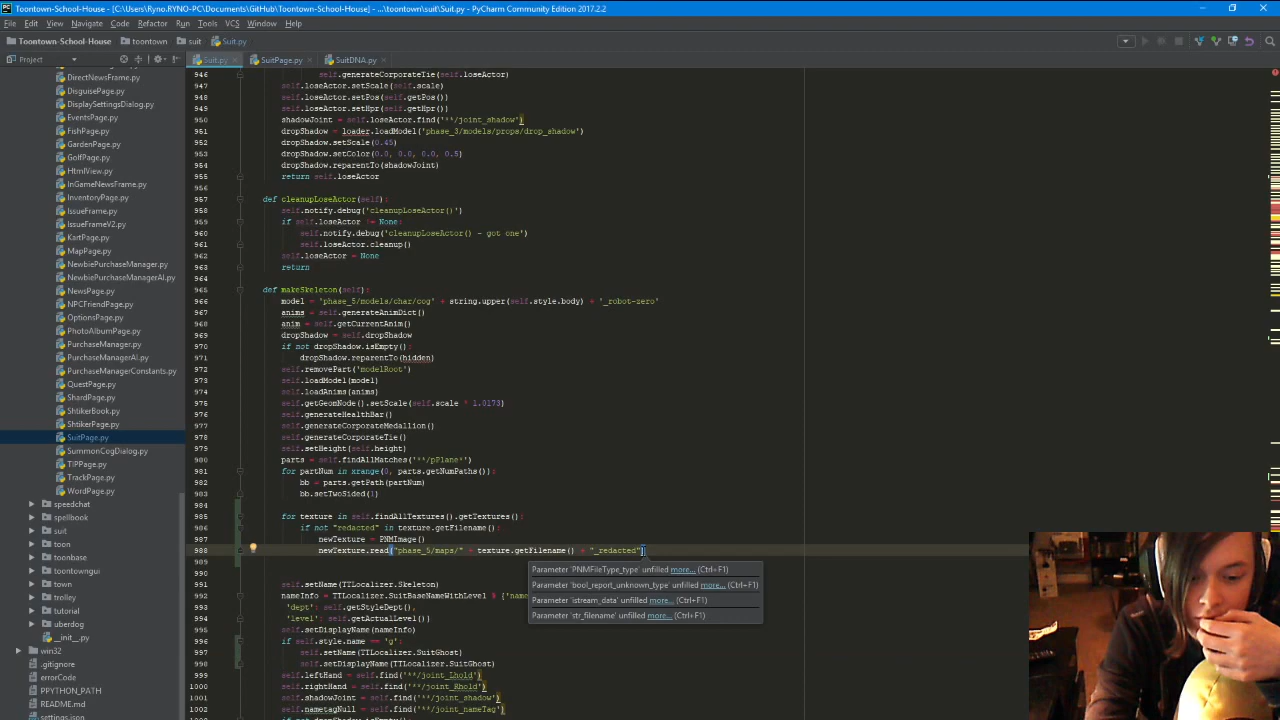 [C:\Users\Ryno.RYNO-PC\Documents\GitHub\Toontown-School-House] - ...\toontown\suit\Suit.py] - PyCharm Community Edition 2017.2.2
File Edit View Navigate Code Refactor Run Tools VCS Window Help
Toontown-School-House toontown suit Suit.py
Project Suit.py SuitPage.py SuitDNA.py
DirectNewsFrame.py
DisguisePage.py
DisplaySettingsDialog.py
EventsPage.py
FishPage.py
GardenPage.py
GolfPage.py
HtmlView.py
InGameNewsFrame.py
InventoryPage.py
IssueFrame.py
IssueFrameV2.py
KartPage.py
MapPage.py
NewbiePurchaseManager.py
NewbiePurchaseManagerAI.py
NewsPage.py
NPCFriendPage.py
OptionsPage.py
PhotoAlbumPage.py
PurchaseManager.py
PurchaseManagerAI.py
PurchaseManagerConstants.py
QuestPage.py
ShardPage.py
ShtikerBook.py
ShtikerPage.py
SuitPage.py
SummonCogDialog.py
TIPPage.py
TrackPage.py
WordPage.py
speedchat
spellbook
suit
toon
toonbase
toontowngui
trolley
tutorial
uberdog
__init__.py
win32
.gitignore
errorCode
PPYTHON_PATH
README.md
settings.json
946 self.generateCorporateTie(self.loseActor)
947 self.loseActor.setScale(self.scale)
948 self.loseActor.setPos(self.getPos())
949 self.loseActor.setHpr(self.getHpr())
950 shadowJoint = self.loseActor.find('**/joint_shadow')
951 dropShadow = loader.loadModel('phase_3/models/props/drop_shadow')
952 dropShadow.setScale(0.45)
953 dropShadow.setColor(0.0, 0.0, 0.0, 0.5)
954 dropShadow.reparentTo(shadowJoint)
955 return self.loseActor
956
957 def cleanupLoseActor(self):
958 self.notify.debug('cleanupLoseActor()')
959 if self.loseActor != None:
960 self.notify.debug('cleanupLoseActor() - got one')
961 self.loseActor.cleanup()
962 self.loseActor = None
963 return
964
965 def makeSkeleton(self):
966 model = 'phase_5/models/char/cog' + string.upper(self.style.body) + '_robot-zero'
967 anims = self.generateAnimDict()
968 anim = self.getCurrentAnim()
969 dropShadow = self.dropShadow
970 if not dropShadow.isEmpty():
971 dropShadow.reparentTo(hidden)
972 self.removePart('modelRoot')
973 self.loadModel(model)
974 self.loadAnims(anims)
975 self.getGeomNode().setScale(self.scale * 1.0173)
976 self.generateHealthBar()
977 self.generateCorporateMedallion()
978 self.generateCorporateTie()
979 self.setHeight(self.height)
980 parts = self.findAllMatches('**/pPlane*')
981 for partNum in xrange(0, parts.getNumPaths()):
982 bb = parts.getPath(partNum)
983 bb.setTwoSided(1)
984
985 for texture in self.findAllTextures().getTextures():
986 if not "redacted" in texture.getFilename():
987 newTexture = PNMImage()
988 newTexture.read("phase_5/maps/" + texture.getFilename() + "_redacted")
989
Parameter 'PNMFileType_type' unfilled more... (Ctrl+F1)
Parameter 'bool_report_unknown_type' unfilled more... (Ctrl+F1)
Parameter 'istream_data' unfilled more... (Ctrl+F1)
Parameter 'str_filename' unfilled more... (Ctrl+F1)
991 self.setName(TTLocalizer.Skeleton)
992 nameInfo = TTLocalizer.SuitBaseNameWithLevel % {'name
993 'dept': self.getStyleDept(),
994 'level': self.getActualLevel()}
995 self.setDisplayName(nameInfo)
996 if self.style.name == 'g':
997 self.setName(TTLocalizer.SuitGhost)
998 self.setDisplayName(TTLocalizer.SuitGhost)
999 self.leftHand = self.find('**/joint_Lhold')
1000 self.rightHand = self.find('**/joint_Rhold')
1001 self.shadowJoint = self.find('**/joint_shadow')
1002 self.nametagNull = self.find('**/joint_nameTag')